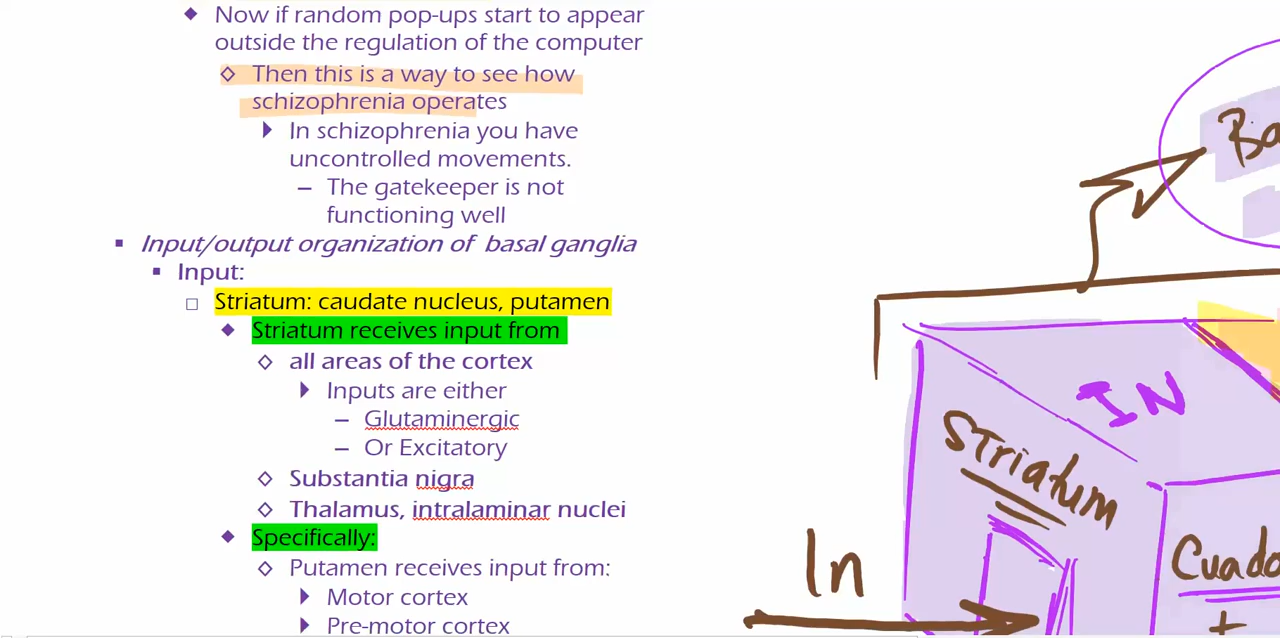 Now if random pop-ups start to appear
outside the regulation of the computer
Then this is a way to see how
schizophrenia operates
In schizophrenia you have
uncontrolled movements.
The gatekeeper is not
functioning well
Input/output organization of basal ganglia
Input:
Striatum: caudate nucleus, putamen
Striatum receives input from
all areas of the cortex
Inputs are either
Glutaminergic
Or Excitatory
Substantia nigra
Thalamus, intralaminar nuclei
Specifically:
Putamen receives input from:
Motor cortex
Pre-motor cortex
Ba
IN
Striatum
In
Cuado
+